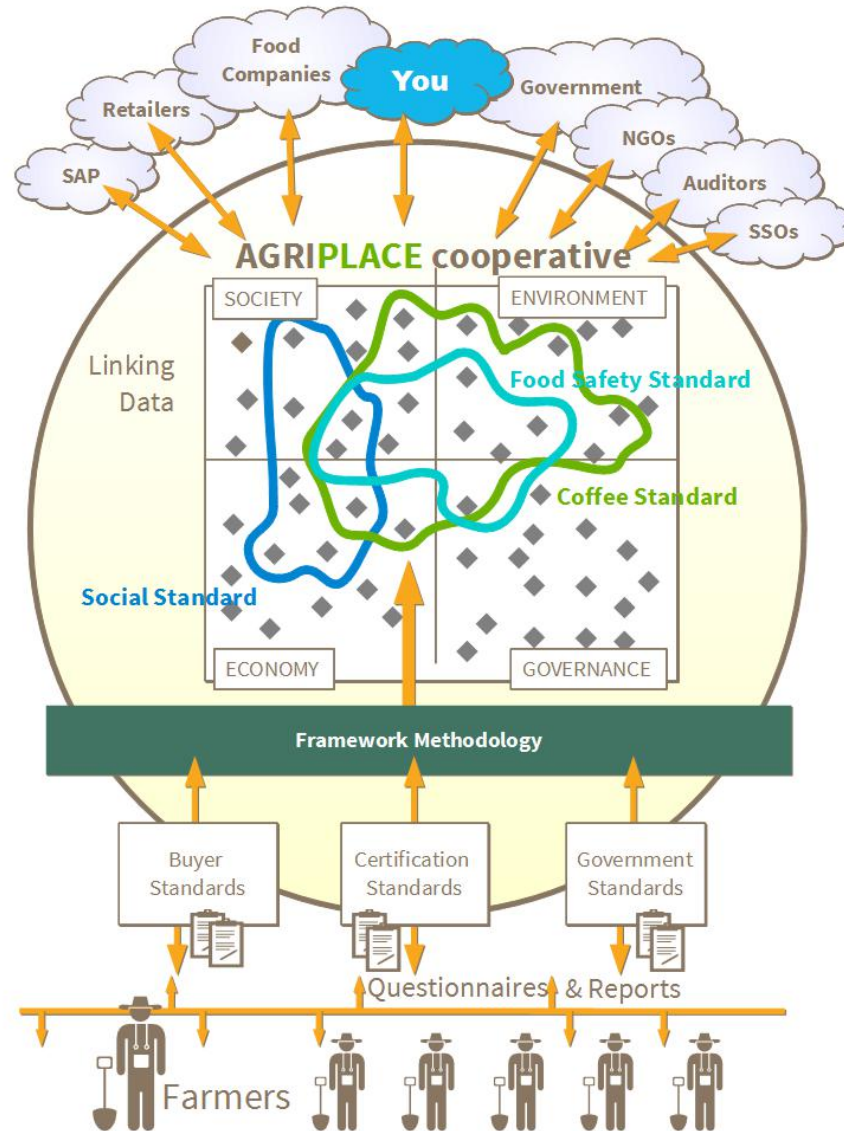 Food
Companies
You
Government
Retailers
NGOs
SAP
Auditors
SSOs
AGRIPLACE cooperative
SOCIETY
ENVIRONMENT
Linking
Data
Food Safety Standard
Coffee Standard
Social Standard
ECONOMY
GOVERNANCE
Framework Methodology
Buyer
Standards
Certification
Standards
Government
Standards
Questionnaires & Reports
Farmers